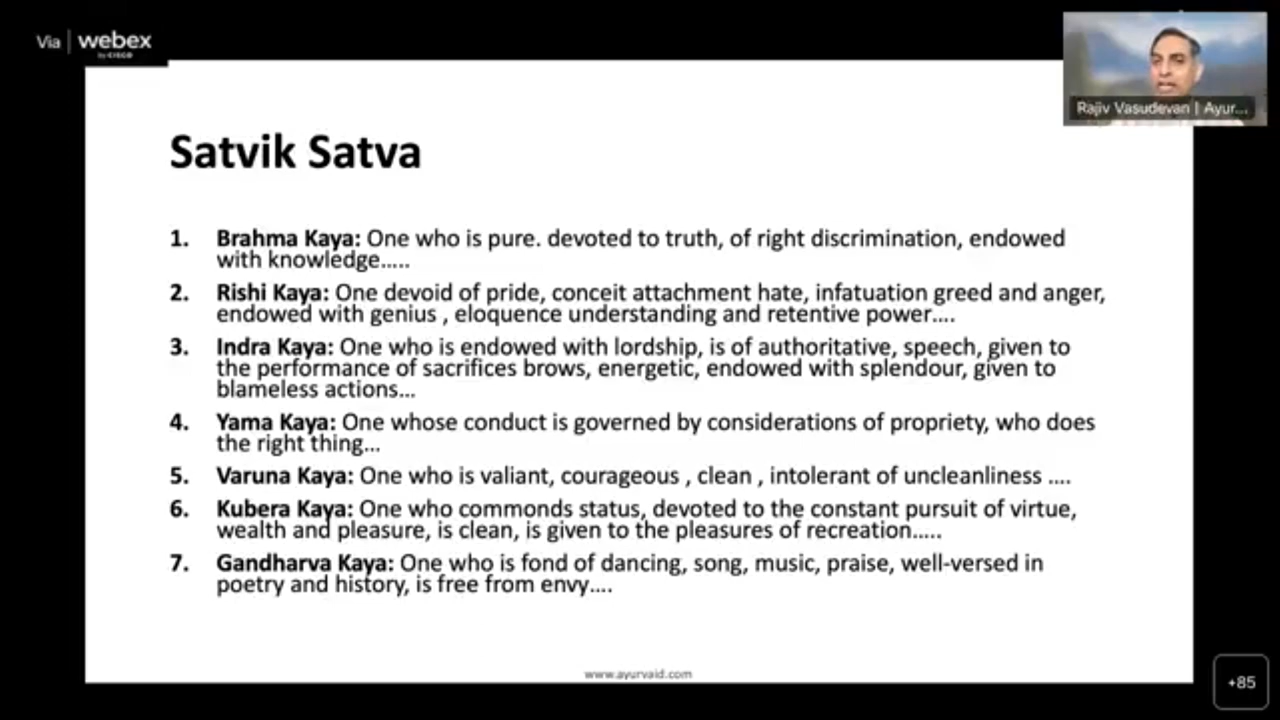 Via | webex
by CISCO
Rajiv Vasudevan | Ayur...
Satvik Satva
1. Brahma Kaya: One who is pure. devoted to truth, of right discrimination, endowed
with knowledge.....
2. Rishi Kaya: One devoid of pride, conceit attachment hate, infatuation greed and anger,
endowed with genius , eloquence understanding and retentive power....
3. Indra Kaya: One who is endowed with lordship, is of authoritative, speech, given to
the performance of sacrifices brows, energetic, endowed with splendour, given to
blameless actions...
4. Yama Kaya: One whose conduct is governed by considerations of propriety, who does
the right thing...
5. Varuna Kaya: One who is valiant, courageous , clean , intolerant of uncleanliness ....
6. Kubera Kaya: One who commonds status, devoted to the constant pursuit of virtue,
wealth and pleasure, is clean, is given to the pleasures of recreation.....
7. Gandharva Kaya: One who is fond of dancing, song, music, praise, well-versed in
poetry and history, is free from envy....
www.ayurvaid.com
+85